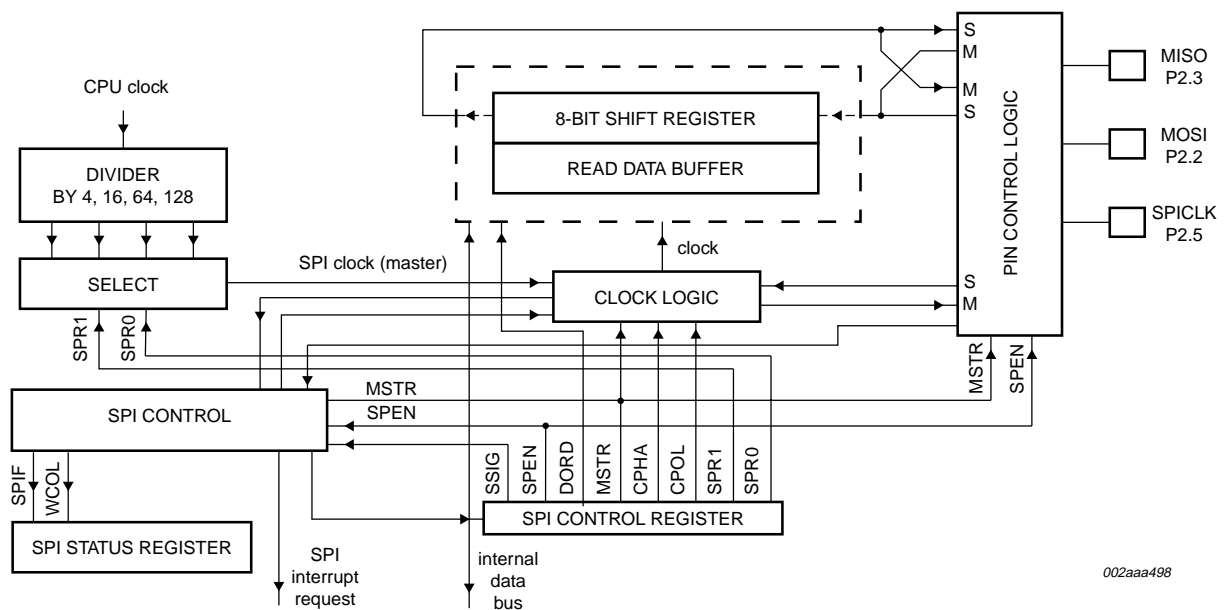 S
M
MISO
P2.3
CPU clock
M
8-BIT SHIFT REGISTER
S
MOSI
P2.2
DIVIDER
BY 4, 16, 64, 128
READ DATA BUFFER
PIN CONTROL LOGIC
SPICLK
P2.5
clock
SPI clock (master)
SELECT
CLOCK LOGIC
S
M
SPR1
SPR0
MSTR
SPEN
MSTR
SPI CONTROL
SPEN
SPIF
WCOL
SSIG
SPEN
DORD
MSTR
CPHA
CPOL
SPR1
SPR0
SPI CONTROL REGISTER
SPI STATUS REGISTER
SPI
interrupt
request
internal
data
bus
002aaa498